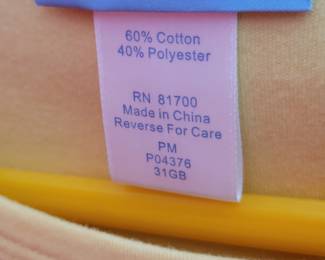 60% Cotton
40% Polyester
RN 81700
Made in China
Reverse For Care
PM
P04376
31GB